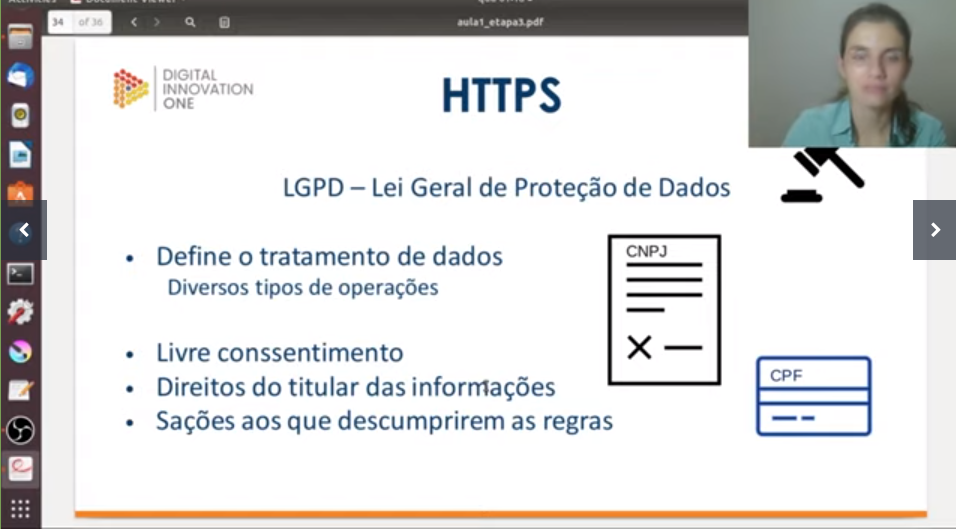 34 of 36
aula1_etapa3.pdf
DIGITAL
INNOVATION
ONE
HTTPS
LGPD – Lei Geral de Proteção de Dados
• Define o tratamento de dados
Diversos tipos de operações
• Livre conssentimento
• Direitos do titular das informações
• Sações aos que descumprirem as regras
CNPJ
CPF